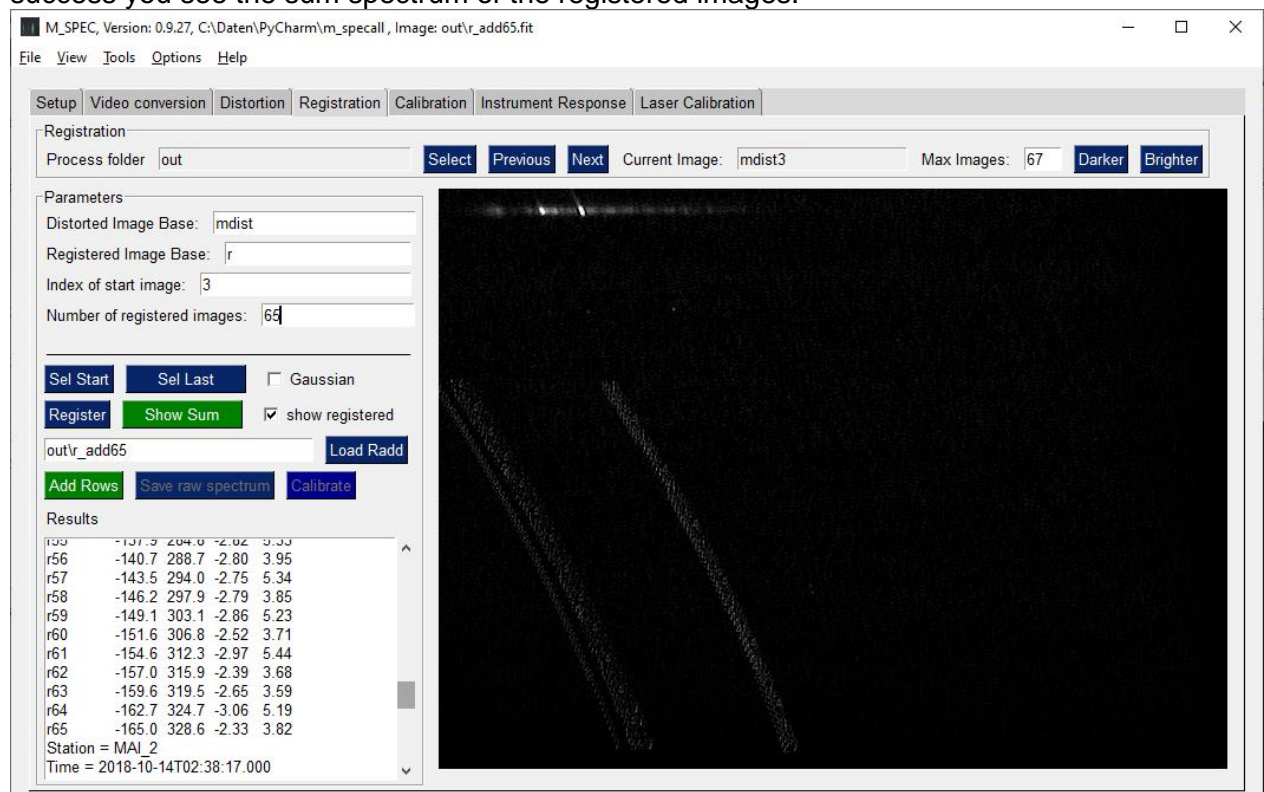 success you see the sum spectrum of the registered images.
M_SPEC, Version: 0.9.27, C:\Daten\PyCharm\m_specall , Image: out\r_add65.fit
File View Tools Options Help
Setup Video conversion Distortion Registration Calibration Instrument Response Laser Calibration
Registration
Process folder out Select Previous Next Current Image: mdist3 Max Images: 67 Darker Brighter
Parameters
Distorted Image Base: mdist
Registered Image Base: r
Index of start image: 3
Number of registered images: 65
Sel Start Sel Last Gaussian
Register Show Sum show registered
out\r_add65 Load Radd
Add Rows Save raw spectrum Calibrate
Results
r55 -137.9 284.6 -2.62 5.33
r56 -140.7 288.7 -2.80 3.95
r57 -143.5 294.0 -2.75 5.34
r58 -146.2 297.9 -2.79 3.85
r59 -149.1 303.1 -2.86 5.23
r60 -151.6 306.8 -2.52 3.71
r61 -154.6 312.3 -2.97 5.44
r62 -157.0 315.9 -2.39 3.68
r63 -159.6 319.5 -2.65 3.59
r64 -162.7 324.7 -3.06 5.19
r65 -165.0 328.6 -2.33 3.82
Station = MAI_2
Time = 2018-10-14T02:38:17.000